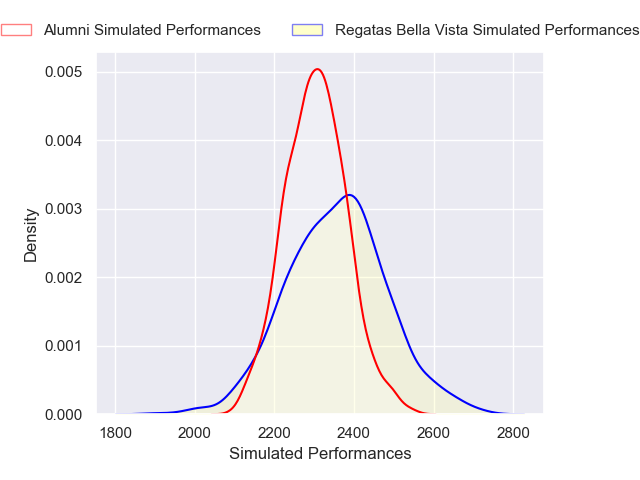 Alumni Simulated Performances Regatas Bella Vista Simulated Performances
0.005
0.004
0.003
0.002
0.001
0.000
Density
1800 2000 2200 2400 2600 2800
Simulated Performances